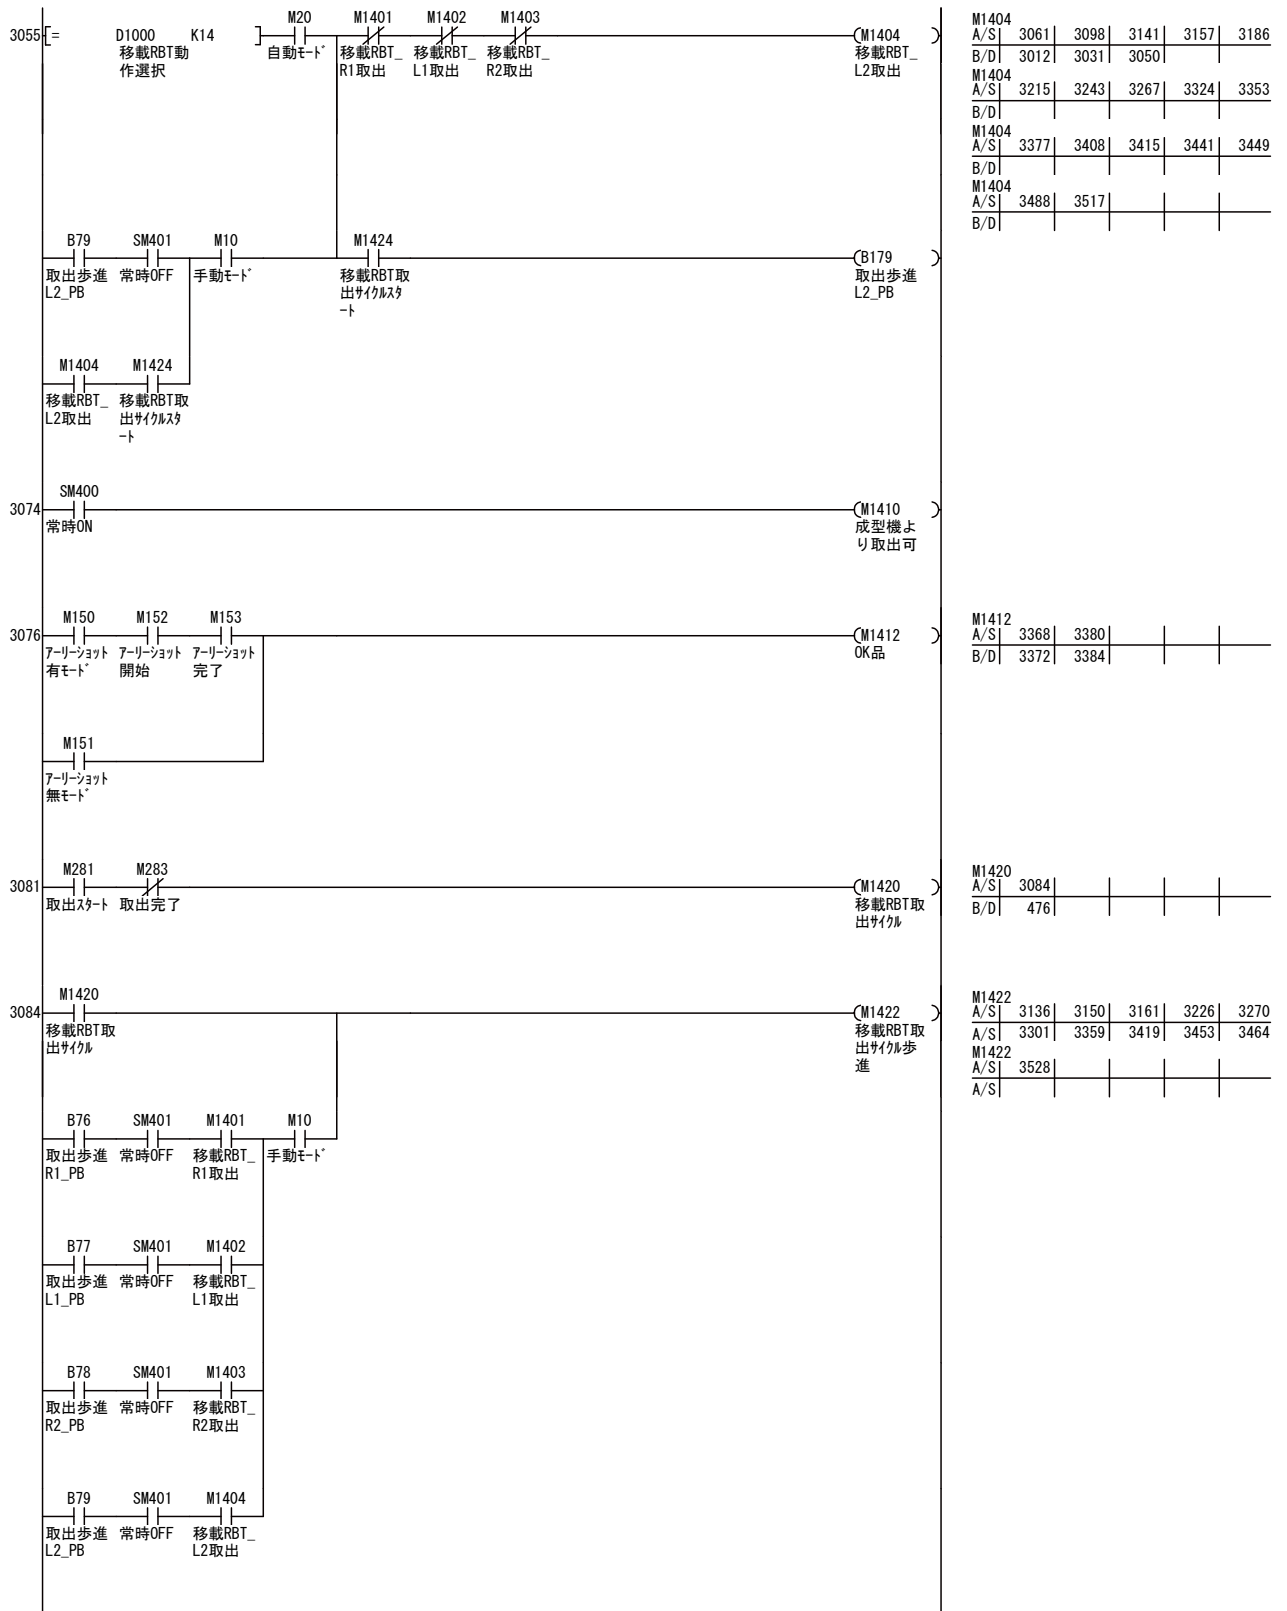 3055 = D1000 K14 M20 M1401 M1402 M1403 M1404
移載RBT動 自動ﾓｰﾄﾞ 移載RBT_ 移載RBT_ 移載RBT_ 移載RBT_
作選択 R1取出 L1取出 R2取出 L2取出
M1404
A/S 3061 3098 3141 3157 3186
B/D 3012 3031 3050
M1404
A/S 3215 3243 3267 3324 3353
B/D
M1404
A/S 3377 3408 3415 3441 3449
B/D
M1404
A/S 3488 3517
B/D
B79 SM401 M10 M1424 B179
取出歩進 常時OFF 手動ﾓｰﾄﾞ 移載RBT取 取出歩進
L2_PB 出ｻｲｸﾙｽﾀ L2_PB
ｰﾄ
M1404 M1424
移載RBT_ 移載RBT取
L2取出 出ｻｲｸﾙｽﾀ
ｰﾄ
3074 SM400 M1410
常時ON 成型機よ
り取出可
3076 M150 M152 M153 M1412
ｱｰﾘｰｼｮｯﾄ ｱｰﾘｰｼｮｯﾄ ｱｰﾘｰｼｮｯﾄ OK品
有ﾓｰﾄﾞ 開始 完了
M1412
A/S 3368 3380
B/D 3372 3384
M151
ｱｰﾘｰｼｮｯﾄ
無ﾓｰﾄﾞ
3081 M281 M283 M1420
取出ｽﾀｰﾄ 取出完了 移載RBT取
出ｻｲｸﾙ
M1420
A/S 3084
B/D 476
3084 M1420 M1422
移載RBT取 移載RBT取
出ｻｲｸﾙ 出ｻｲｸﾙ歩
進
M1422
A/S 3136 3150 3161 3226 3270
A/S 3301 3359 3419 3453 3464
M1422
A/S 3528
A/S
B76 SM401 M1401 M10
取出歩進 常時OFF 移載RBT_ 手動ﾓｰﾄﾞ
R1_PB R1取出
B77 SM401 M1402
取出歩進 常時OFF 移載RBT_
L1_PB L1取出
B78 SM401 M1403
取出歩進 常時OFF 移載RBT_
R2_PB R2取出
B79 SM401 M1404
取出歩進 常時OFF 移載RBT_
L2_PB L2取出